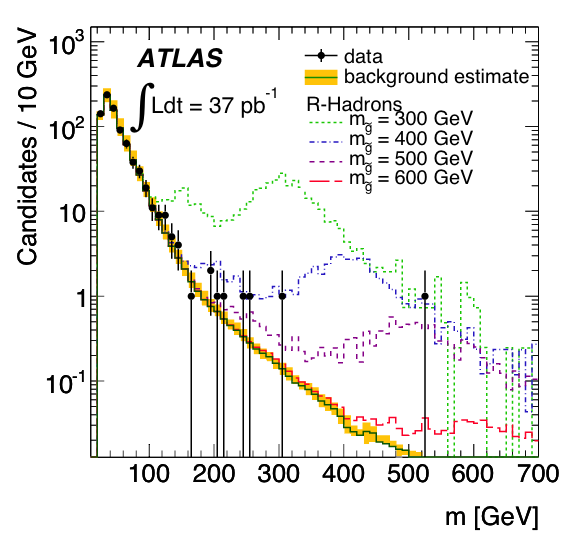 ATLAS
∫Ldt = 37 pb⁻¹
data
background estimate
R-Hadrons
m_g̃ = 300 GeV
m_g̃ = 400 GeV
m_g̃ = 500 GeV
m_g̃ = 600 GeV
Candidates / 10 GeV
10³
10²
10
1
10⁻¹
100 200 300 400 500 600 700
m [GeV]